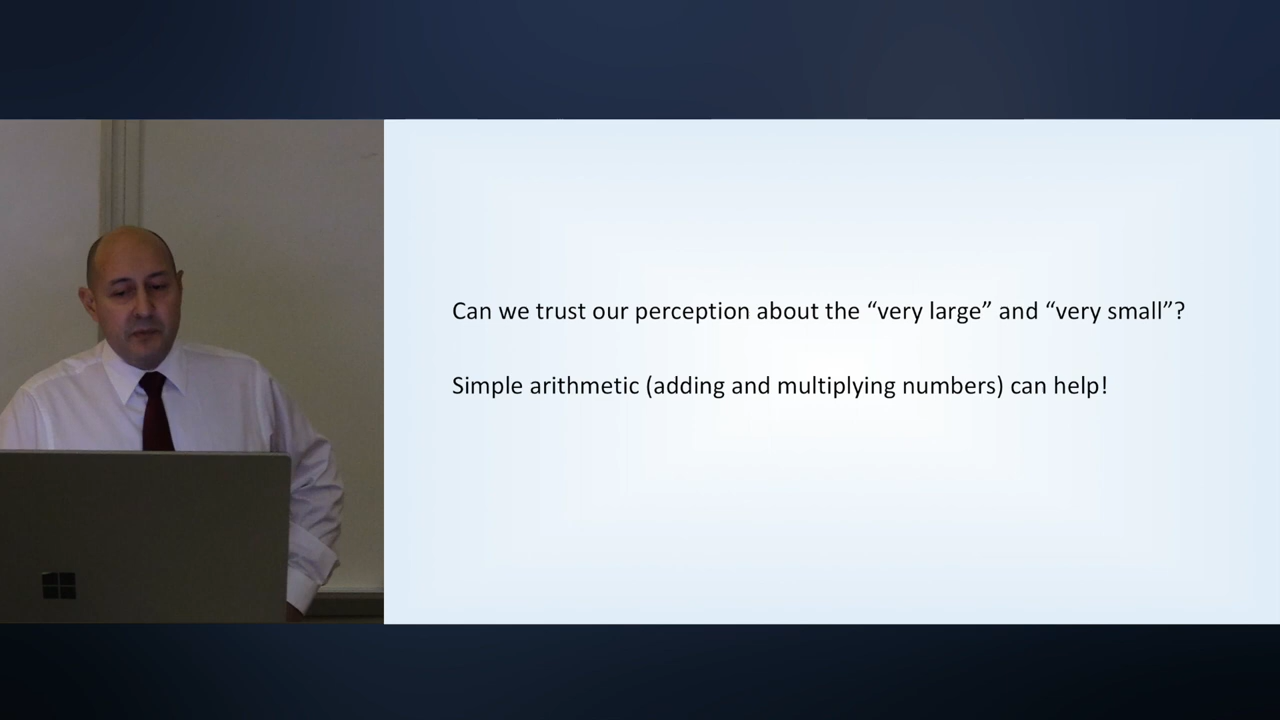 Can we trust our perception about the “very large” and “very small”?
Simple arithmetic (adding and multiplying numbers) can help!